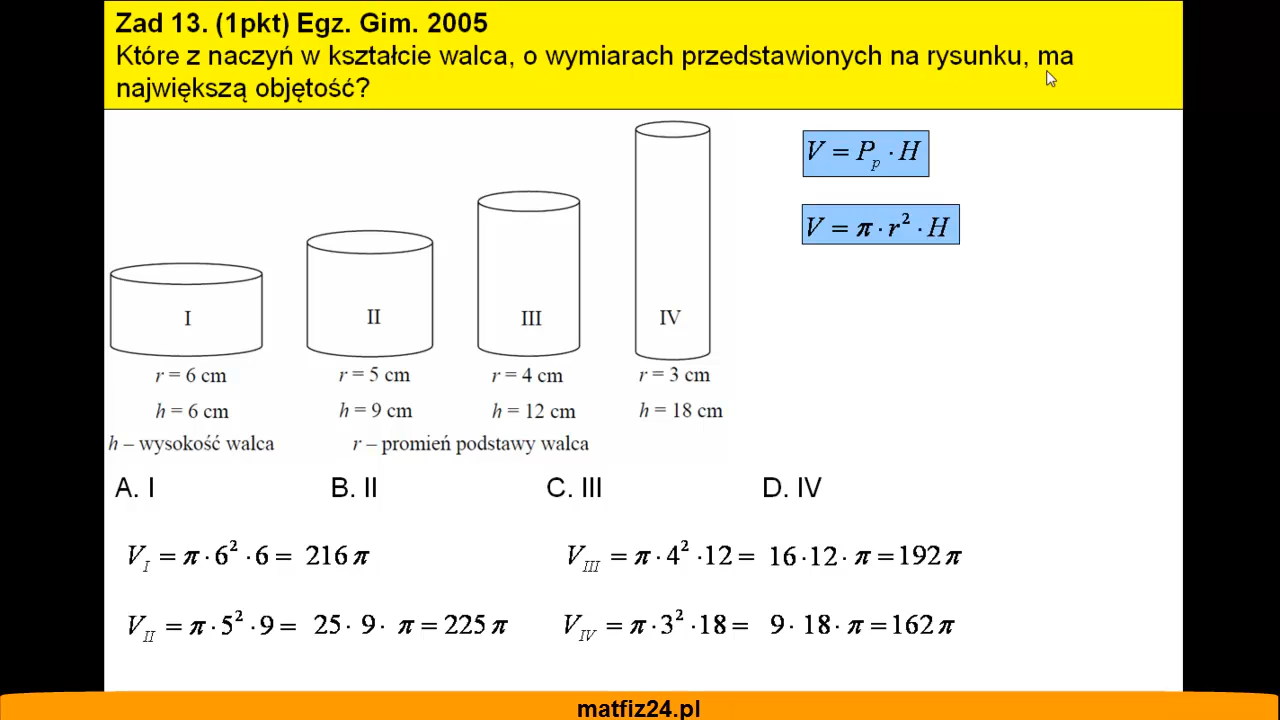 Zad 13. (1pkt) Egz. Gim. 2005
Które z naczyń w kształcie walca, o wymiarach przedstawionych na rysunku, ma
największą objętość?
V = P_p · H
V = π · r² · H
I II III IV
r = 6 cm r = 5 cm r = 4 cm r = 3 cm
h = 6 cm h = 9 cm h = 12 cm h = 18 cm
h – wysokość walca r – promień podstawy walca
A. I B. II C. III D. IV
V_I = π · 6² · 6 = 216 π V_III = π · 4² · 12 = 16 · 12 · π = 192 π
V_II = π · 5² · 9 = 25 · 9 · π = 225 π V_IV = π · 3² · 18 = 9 · 18 · π = 162 π
matfiz24.pl